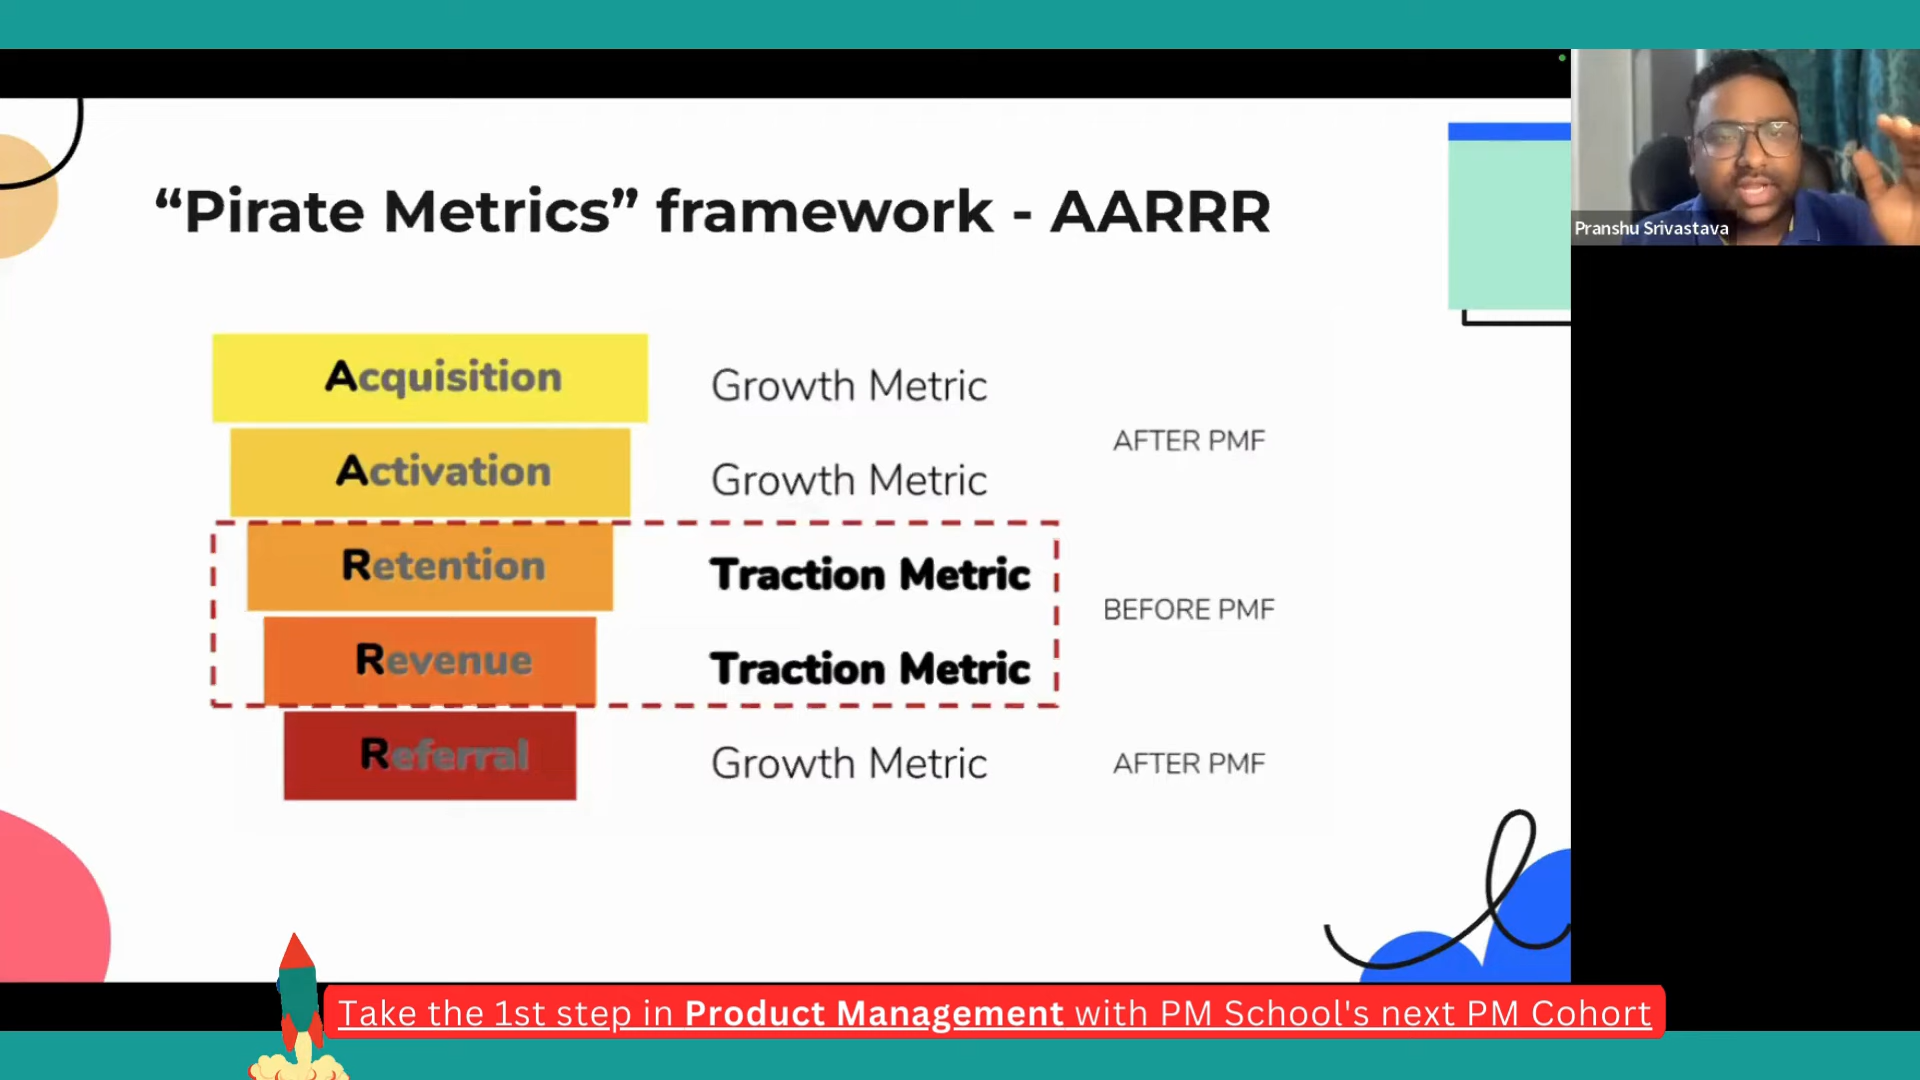 Pranshu Srivastava
“Pirate Metrics” framework - AARRR
Acquisition
Growth Metric
AFTER PMF
Activation
Growth Metric
Retention
Traction Metric
BEFORE PMF
Revenue
Traction Metric
Referral
Growth Metric
AFTER PMF
Take the 1st step in Product Management with PM School's next PM Cohort